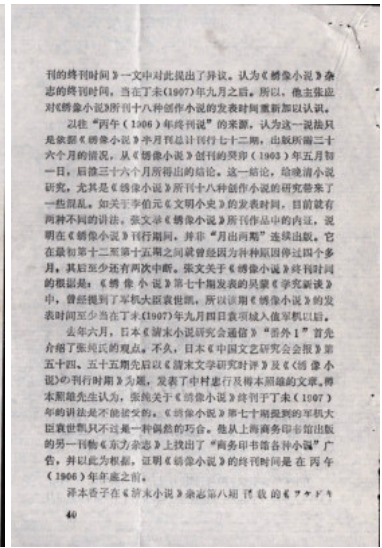 刊的终刊时间》一文中对此提出了异议。认为《绣像小说》杂
志的终刊时间，当在丁未(1907)年九月之后。所以，他主张应
对《绣像小说》所刊十八种创作小说的发表时间重新加以认识。
以往“丙午(1906)年终刊说”的来源。认为这一说法只
是依据《绣像小说》半月刊总计刊行七十二期，出版所需三十
六个月的情况，从《绣像小说》创刊的癸卯(1903)年五月初
一日，后推三十六个月所得出的结论。这一结论，给晚清小说
研究，尤其是《绣像小说》所刊十八种创作小说的研究带来了
一些混乱。如关于李伯元《文明小史》的发表时间，目前就有
两种不同的讲法。张文举《绣像小说》所刊作品中的内证，说
明在《绣像小说》刊行期间，并非“月出两期”连续出版。它
在最初第十二至第十五期之间就曾经因为种种原因停过四个多
月，其后至少还有两次中断。张文关于《绣像小说》终刊时间
的根据是：《绣像小说》第七十期发表的吴蒙《学究新谈》
中，曾经提到了军机大臣袁世凯，所以该期《绣像小说》的发
表时间至少当在丁未(1907)年九月四日袁项城入值军机以后。
去年六月，日本《清末小说研究会通信》“番外1”首先
介绍了张纯氏的观点。不久，日本《中国文艺研究会会报》第
五十四、五十五期先后以《清末文学研究时评》及《〈绣像小
说〉の刊行时期》为题，发表了中村忠行及樽本照雄的文章。樽
本照雄先生认为，张纯关于《绣像小说》终刊于丁未(1907)
年的讲法是不能接受的。《绣像小说》第七十期提到的军机大
臣袁世凯只不过是一种偶然的巧合。他从上海商务印书馆出版
的另一刊物《东方杂志》上找出了“商务印书馆各种小说”广
告，并以此为根据，证明《绣像小说》的终刊时间是在丙午
(1906)年年底之前。
泽本香子在《清末小说》杂志第八期刊载的《ヲケドキ
40